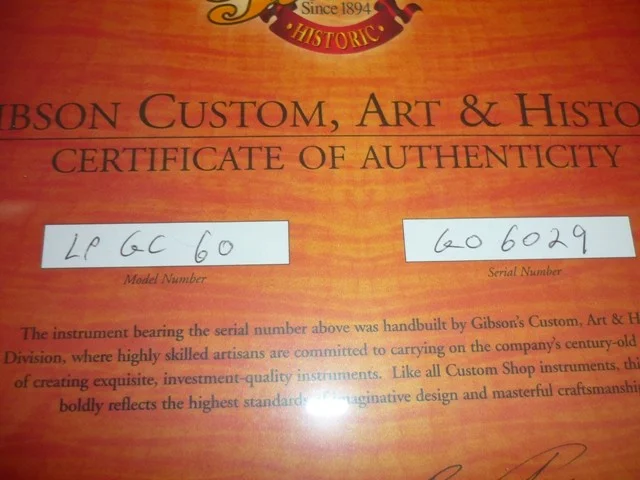 Since 1894
• HISTORIC •
IBSON CUSTOM, ART & HISTO
CERTIFICATE OF AUTHENTICITY
LP GC 60
GO 6029
Model Number
Serial Number
The instrument bearing the serial number above was handbuilt by Gibson's Custom, Art & H
Division, where highly skilled artisans are committed to carrying on the company's century-old
of creating exquisite, investment-quality instruments. Like all Custom Shop instruments, thi
boldly reflects the highest standards of imaginative design and masterful craftsmanshi